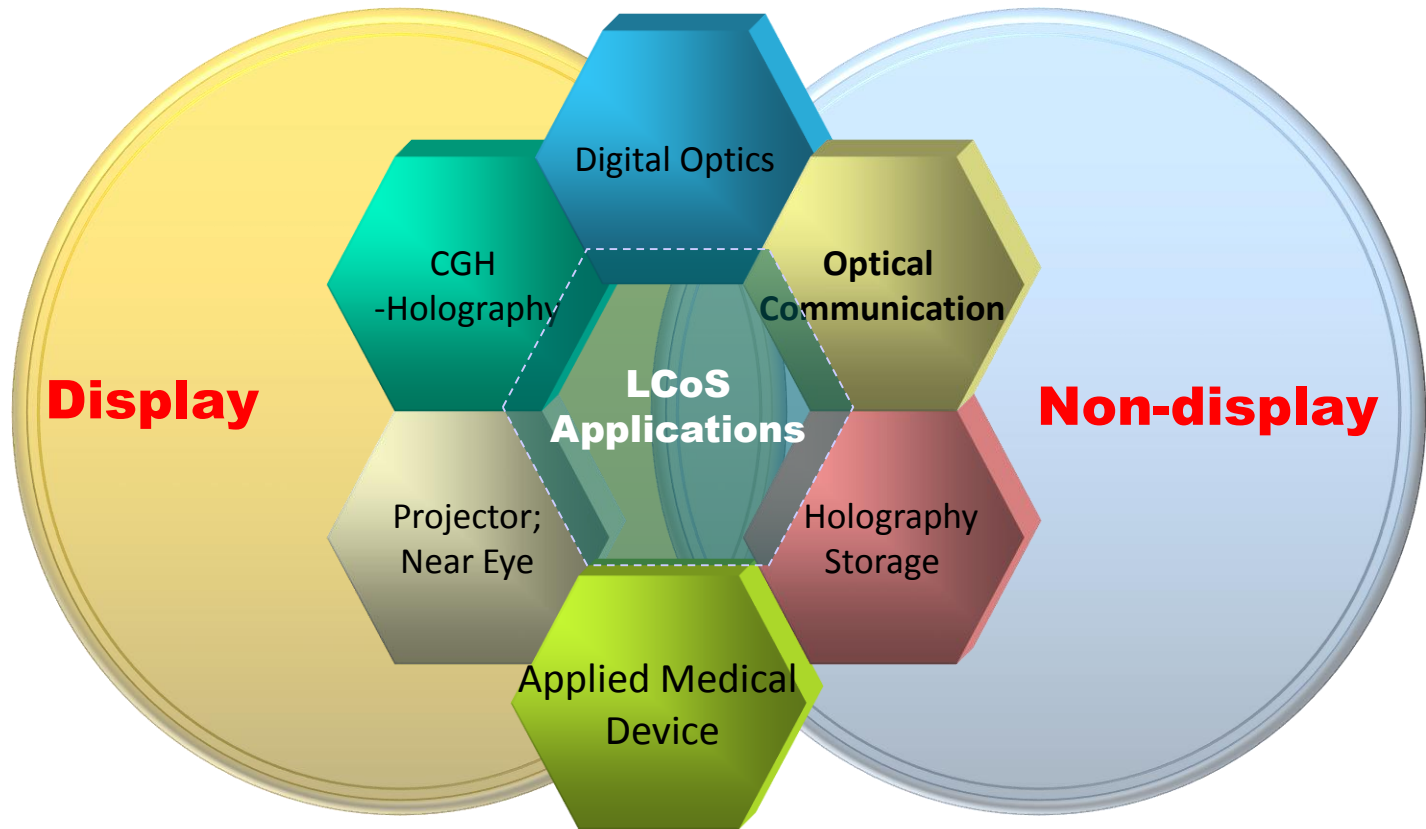 Digital Optics
CGH
-Holography
Optical
Communication
Display
LCoS
Applications
Non-display
Projector;
Near Eye
Holography
Storage
Applied Medical
Device